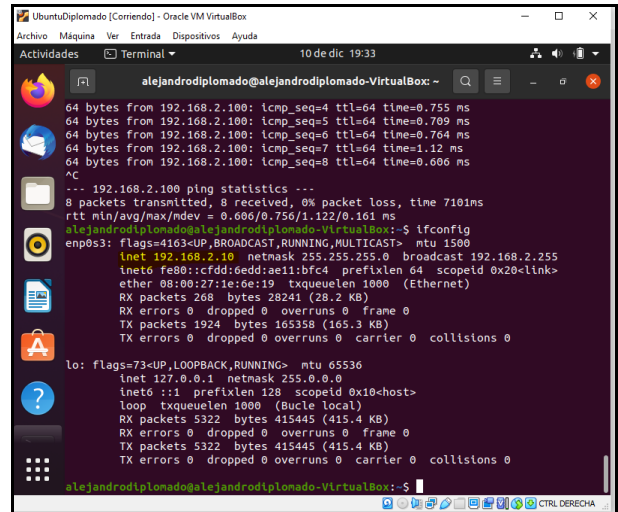 UbuntuDiplomado [Corriendo] - Oracle VM VirtualBox
Archivo Máquina Ver Entrada Dispositivos Ayuda
Actividades Terminal 10 de dic 19:33
alejandrodiplomado@alejandrodiplomado-VirtualBox: ~
64 bytes from 192.168.2.100: icmp_seq=4 ttl=64 time=0.755 ms
64 bytes from 192.168.2.100: icmp_seq=5 ttl=64 time=0.709 ms
64 bytes from 192.168.2.100: icmp_seq=6 ttl=64 time=0.764 ms
64 bytes from 192.168.2.100: icmp_seq=7 ttl=64 time=1.12 ms
64 bytes from 192.168.2.100: icmp_seq=8 ttl=64 time=0.606 ms
^C
--- 192.168.2.100 ping statistics ---
8 packets transmitted, 8 received, 0% packet loss, time 7101ms
rtt min/avg/max/mdev = 0.606/0.756/1.122/0.161 ms
alejandrodiplomado@alejandrodiplomado-VirtualBox:~$ ifconfig
enp0s3: flags=4163<UP,BROADCAST,RUNNING,MULTICAST> mtu 1500
inet 192.168.2.10 netmask 255.255.255.0 broadcast 192.168.2.255
inet6 fe80::cfdd:6edd:ae11:bfc4 prefixlen 64 scopeid 0x20<link>
ether 08:00:27:1e:6e:19 txqueuelen 1000 (Ethernet)
RX packets 268 bytes 28241 (28.2 KB)
RX errors 0 dropped 0 overruns 0 frame 0
TX packets 1924 bytes 165358 (165.3 KB)
TX errors 0 dropped 0 overruns 0 carrier 0 collisions 0
lo: flags=73<UP,LOOPBACK,RUNNING> mtu 65536
inet 127.0.0.1 netmask 255.0.0.0
inet6 ::1 prefixlen 128 scopeid 0x10<host>
loop txqueuelen 1000 (Bucle local)
RX packets 5322 bytes 415445 (415.4 KB)
RX errors 0 dropped 0 overruns 0 frame 0
TX packets 5322 bytes 415445 (415.4 KB)
TX errors 0 dropped 0 overruns 0 carrier 0 collisions 0
alejandrodiplomado@alejandrodiplomado-VirtualBox:~$
CTRL DERECHA